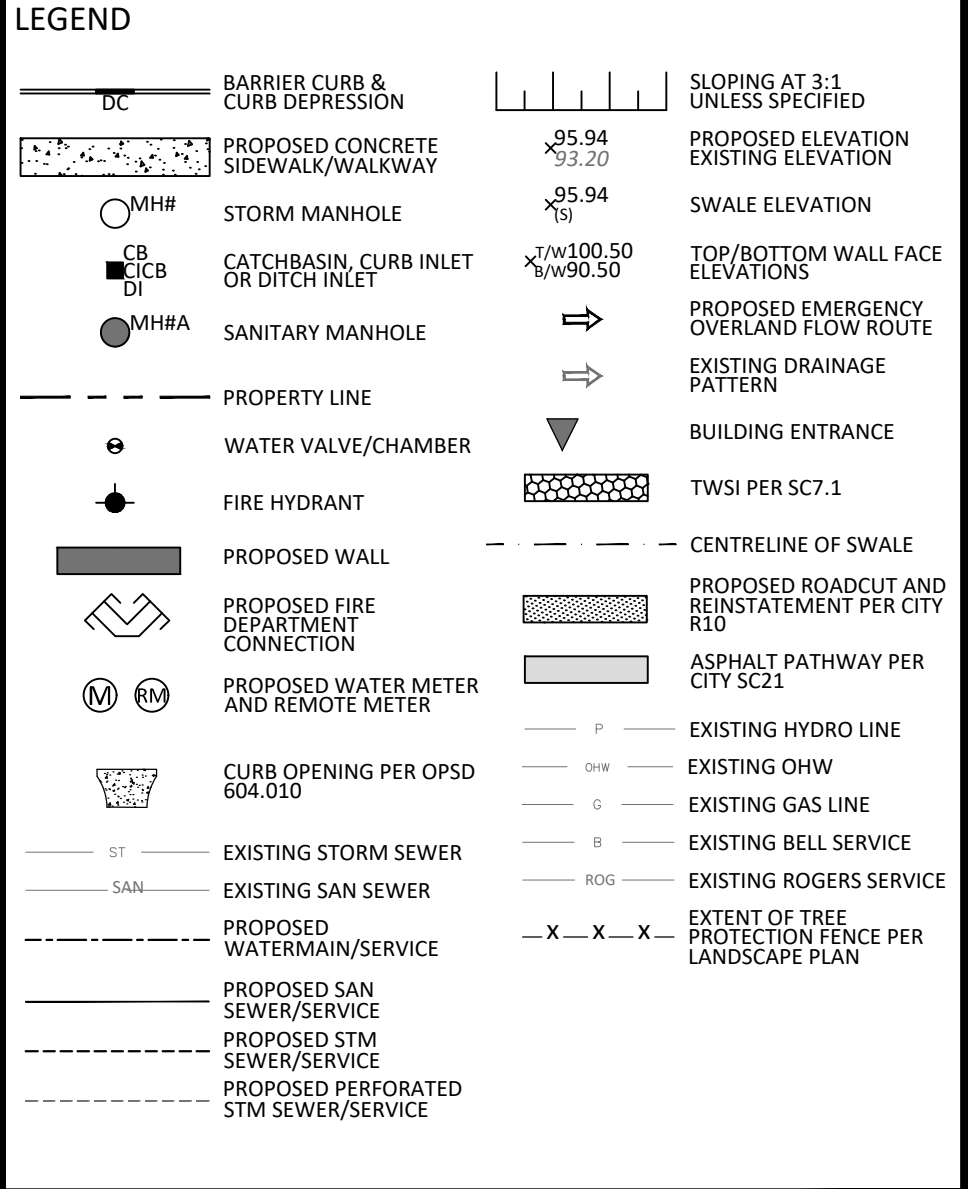 LEGEND
DC
BARRIER CURB &
CURB DEPRESSION
PROPOSED CONCRETE
SIDEWALK/WALKWAY
MH#
STORM MANHOLE
CB
CICB
DI
CATCHBASIN, CURB INLET
OR DITCH INLET
MH#A
SANITARY MANHOLE
PROPERTY LINE
WATER VALVE/CHAMBER
FIRE HYDRANT
PROPOSED WALL
PROPOSED FIRE
DEPARTMENT
CONNECTION
M RM
PROPOSED WATER METER
AND REMOTE METER
CURB OPENING PER OPSD
604.010
ST
EXISTING STORM SEWER
SAN
EXISTING SAN SEWER
PROPOSED
WATERMAIN/SERVICE
PROPOSED SAN
SEWER/SERVICE
PROPOSED STM
SEWER/SERVICE
PROPOSED PERFORATED
STM SEWER/SERVICE
SLOPING AT 3:1
UNLESS SPECIFIED
95.94
93.20
PROPOSED ELEVATION
EXISTING ELEVATION
95.94
(S)
SWALE ELEVATION
T/W100.50
B/W90.50
TOP/BOTTOM WALL FACE
ELEVATIONS
PROPOSED EMERGENCY
OVERLAND FLOW ROUTE
EXISTING DRAINAGE
PATTERN
BUILDING ENTRANCE
TWSI PER SC7.1
CENTRELINE OF SWALE
PROPOSED ROADCUT AND
REINSTATEMENT PER CITY
R10
ASPHALT PATHWAY PER
CITY SC21
P
EXISTING HYDRO LINE
OHW
EXISTING OHW
G
EXISTING GAS LINE
B
EXISTING BELL SERVICE
ROG
EXISTING ROGERS SERVICE
X X X
EXTENT OF TREE
PROTECTION FENCE PER
LANDSCAPE PLAN